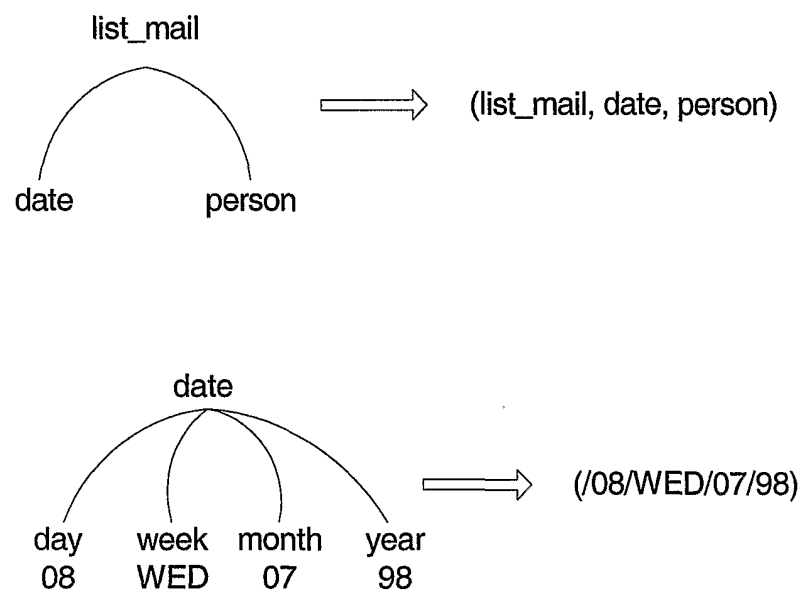 list_mail
(list_mail, date, person)
date person
date
(/08/WED/07/98)
day week month year
08 WED 07 98